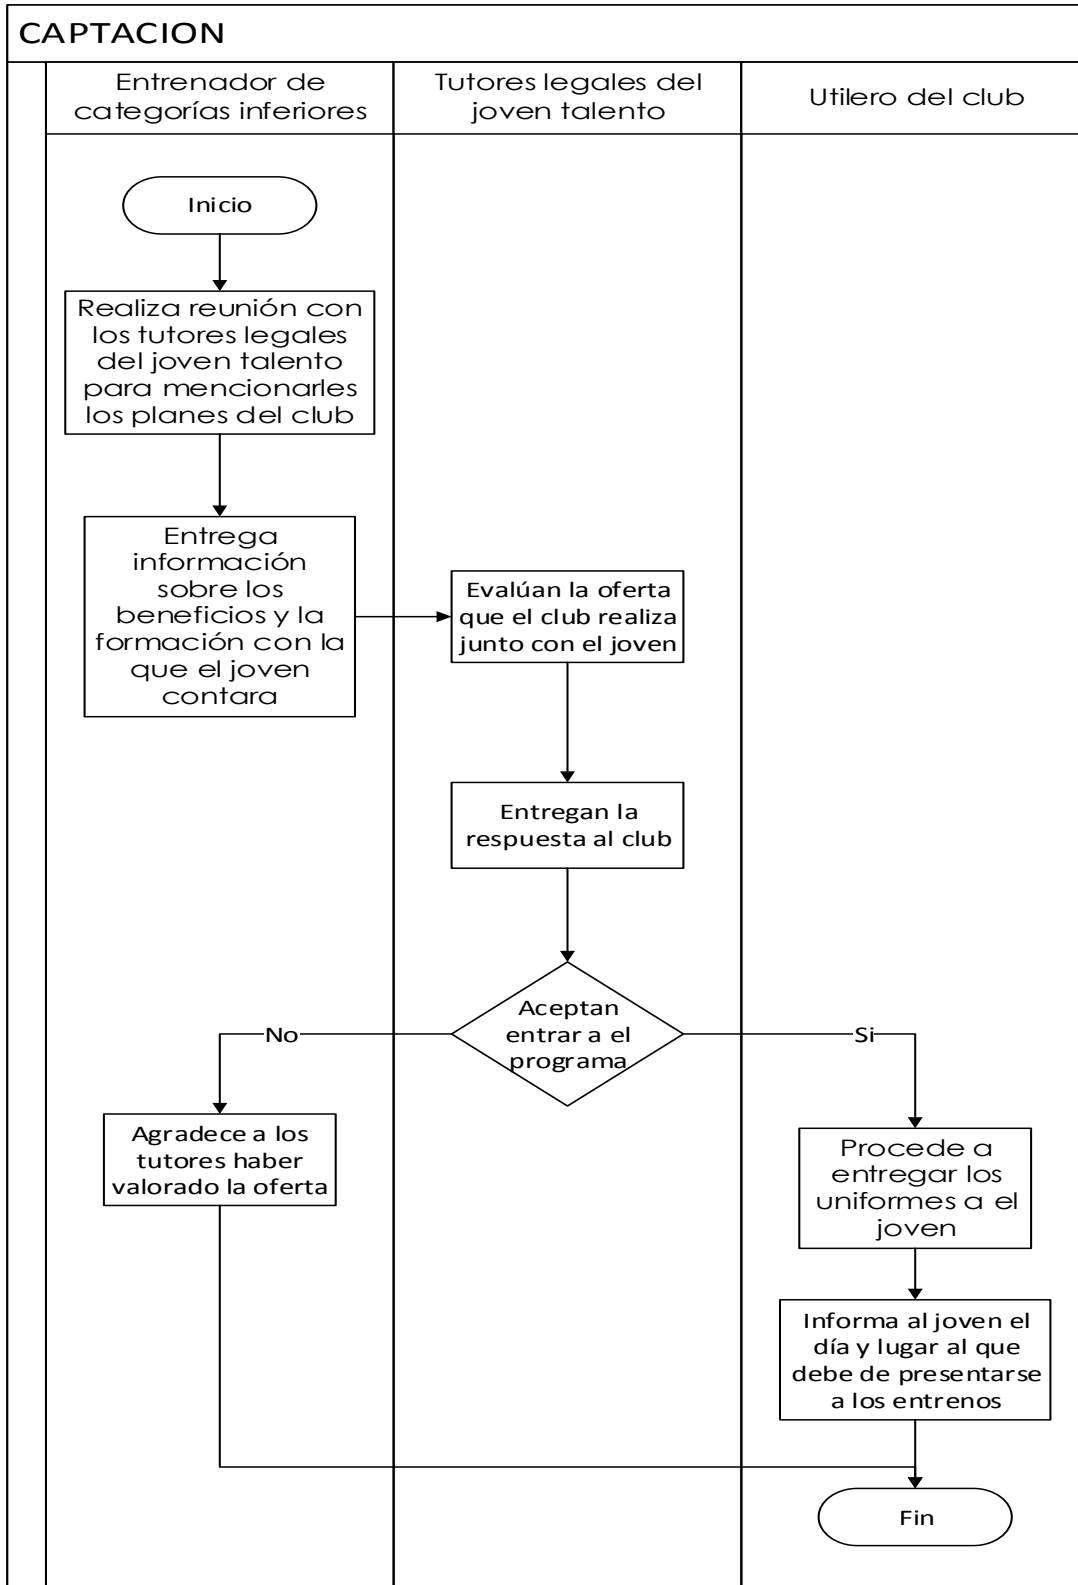 CAPTACION
Entrenador de
categorías inferiores
Tutores legales del
joven talento
Utilero del club
Inicio
Realiza reunión con
los tutores legales
del joven talento
para mencionarles
los planes del club
Entrega
información
sobre los
beneficios y la
formación con la
que el joven
contara
Evalúan la oferta
que el club realiza
junto con el joven
Entregan la
respuesta al club
Aceptan
entrar a el
programa
No
Si
Agradece a los
tutores haber
valorado la oferta
Procede a
entregar los
uniformes a el
joven
Informa al joven el
día y lugar al que
debe de presentarse
a los entrenos
Fin